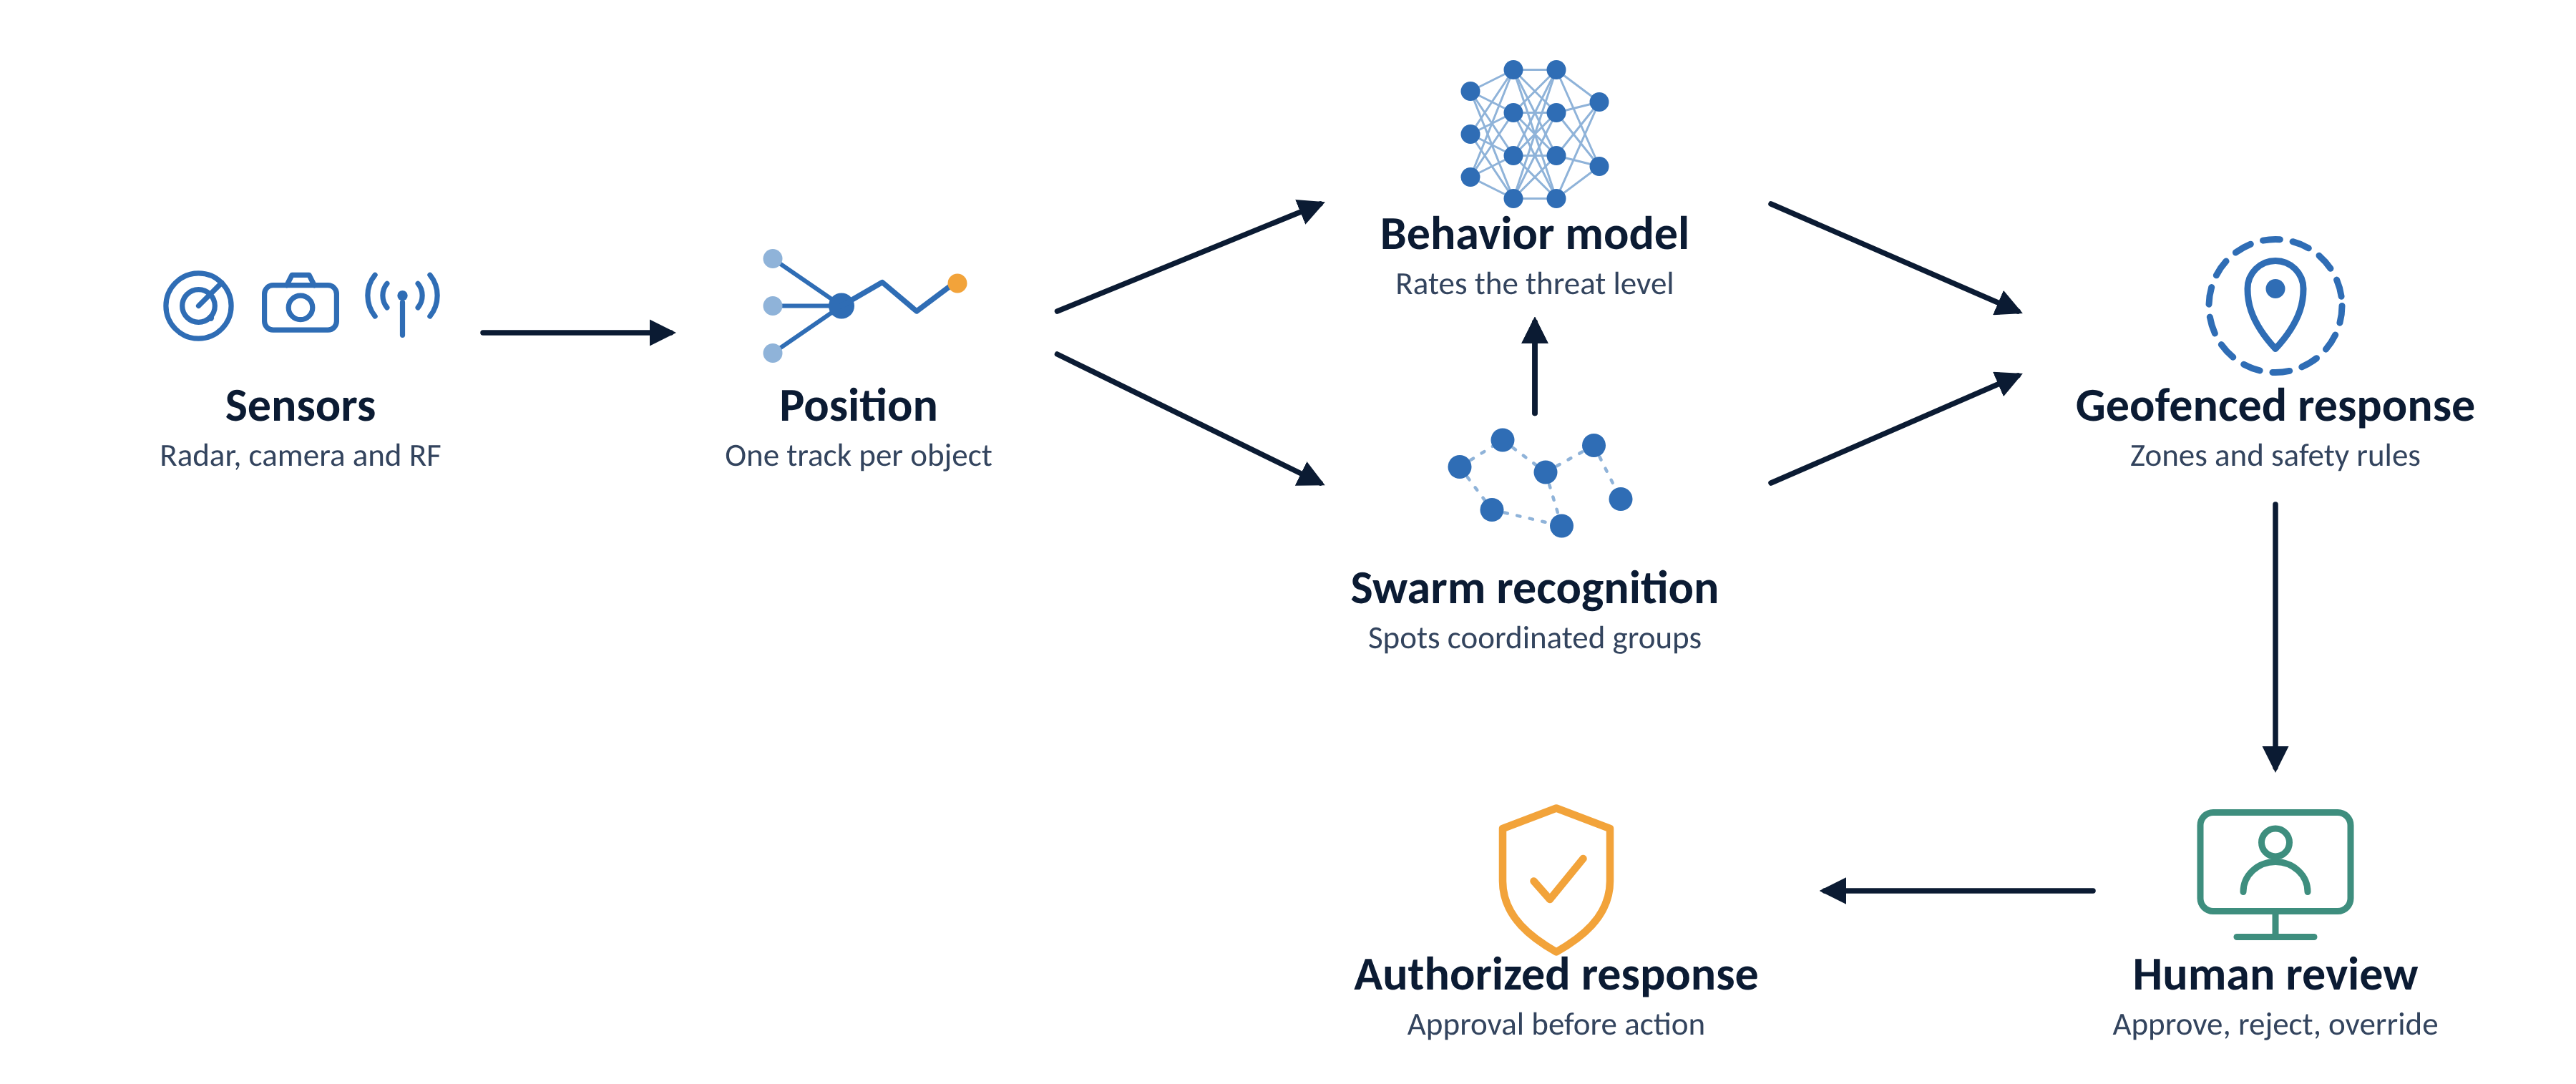 Behavior model
Rates the threat level
Sensors
Radar, camera and RF
Position
One track per object
Geofenced response
Zones and safety rules
Swarm recognition
Spots coordinated groups
Authorized response
Approval before action
Human review
Approve, reject, override